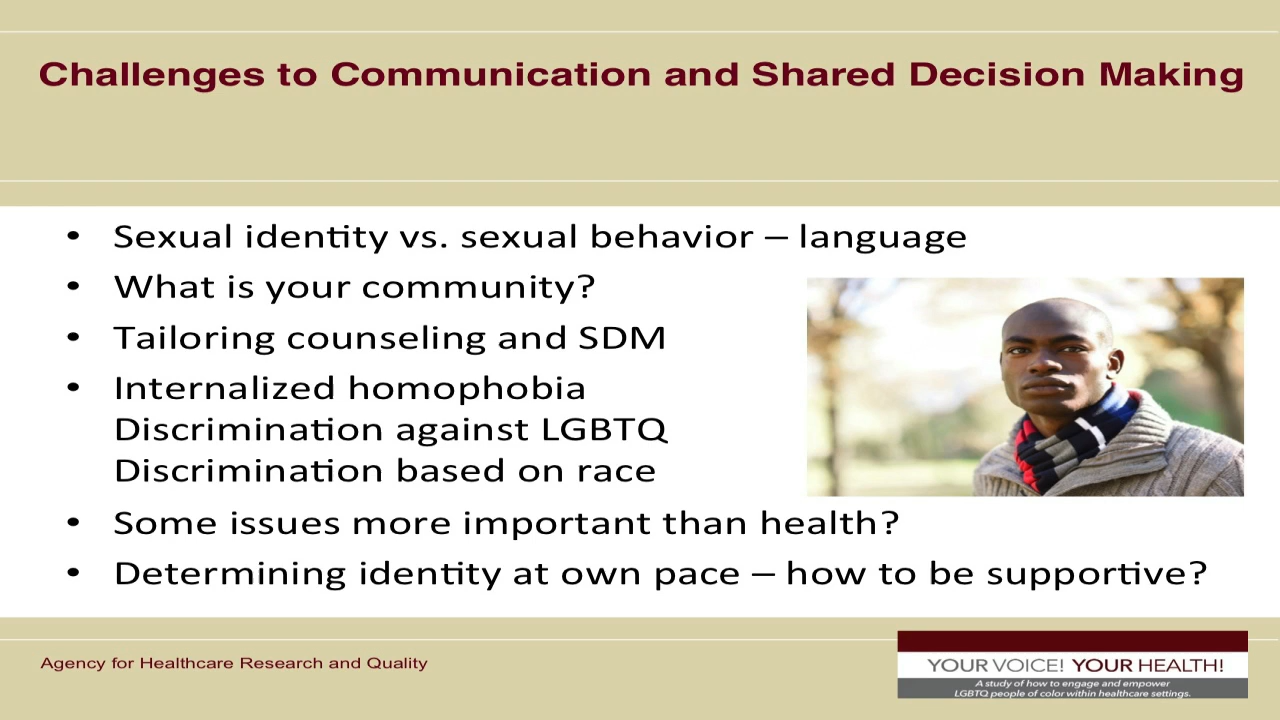 Challenges to Communication and Shared Decision Making
• Sexual identity vs. sexual behavior – language
• What is your community?
• Tailoring counseling and SDM
• Internalized homophobia
Discrimination against LGBTQ
Discrimination based on race
• Some issues more important than health?
• Determining identity at own pace – how to be supportive?
Agency for Healthcare Research and Quality
YOUR VOICE! YOUR HEALTH!
A study of how to engage and empower
LGBTQ people of color within healthcare settings.